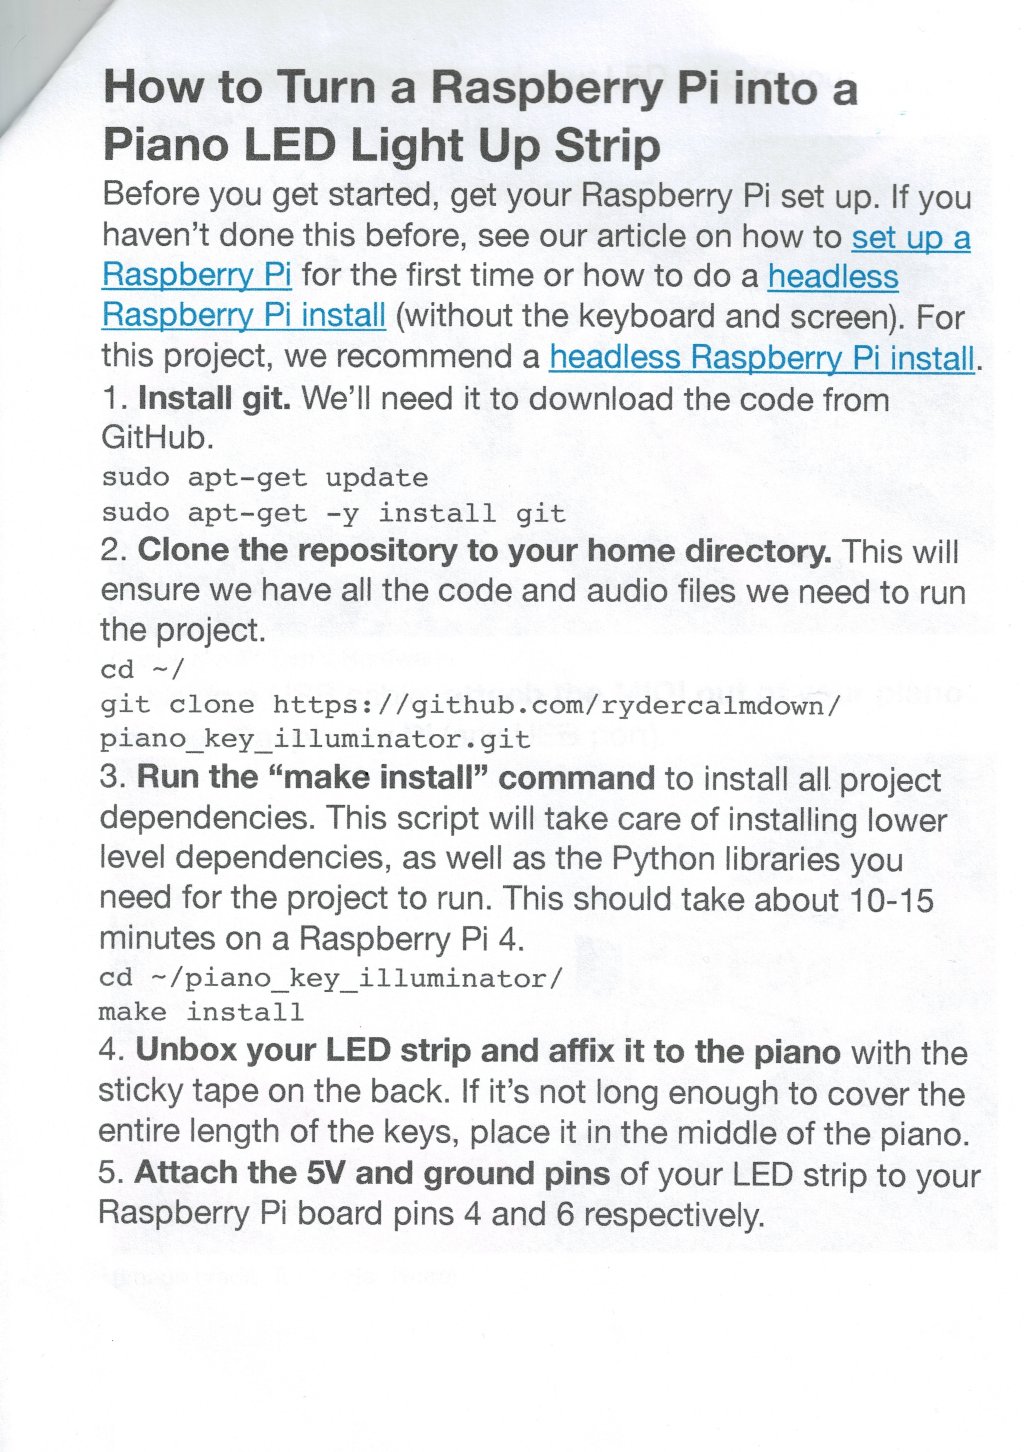 How to Turn a Raspberry Pi into a
Piano LED Light Up Strip
Before you get started, get your Raspberry Pi set up. If you
haven't done this before, see our article on how to set up a
Raspberry Pi for the first time or how to do a headless
Raspberry Pi install (without the keyboard and screen). For
this project, we recommend a headless Raspberry Pi install.
1. Install git. We'll need it to download the code from
GitHub.
sudo apt-get update
sudo apt-get -y install git
2. Clone the repository to your home directory. This will
ensure we have all the code and audio files we need to run
the project.
cd ~/
git clone https://github.com/rydercalmdown/
piano_key_illuminator.git
3. Run the “make install” command to install all project
dependencies. This script will take care of installing lower
level dependencies, as well as the Python libraries you
need for the project to run. This should take about 10-15
minutes on a Raspberry Pi 4.
cd ~/piano_key_illuminator/
make install
4. Unbox your LED strip and affix it to the piano with the
sticky tape on the back. If it's not long enough to cover the
entire length of the keys, place it in the middle of the piano.
5. Attach the 5V and ground pins of your LED strip to your
Raspberry Pi board pins 4 and 6 respectively.